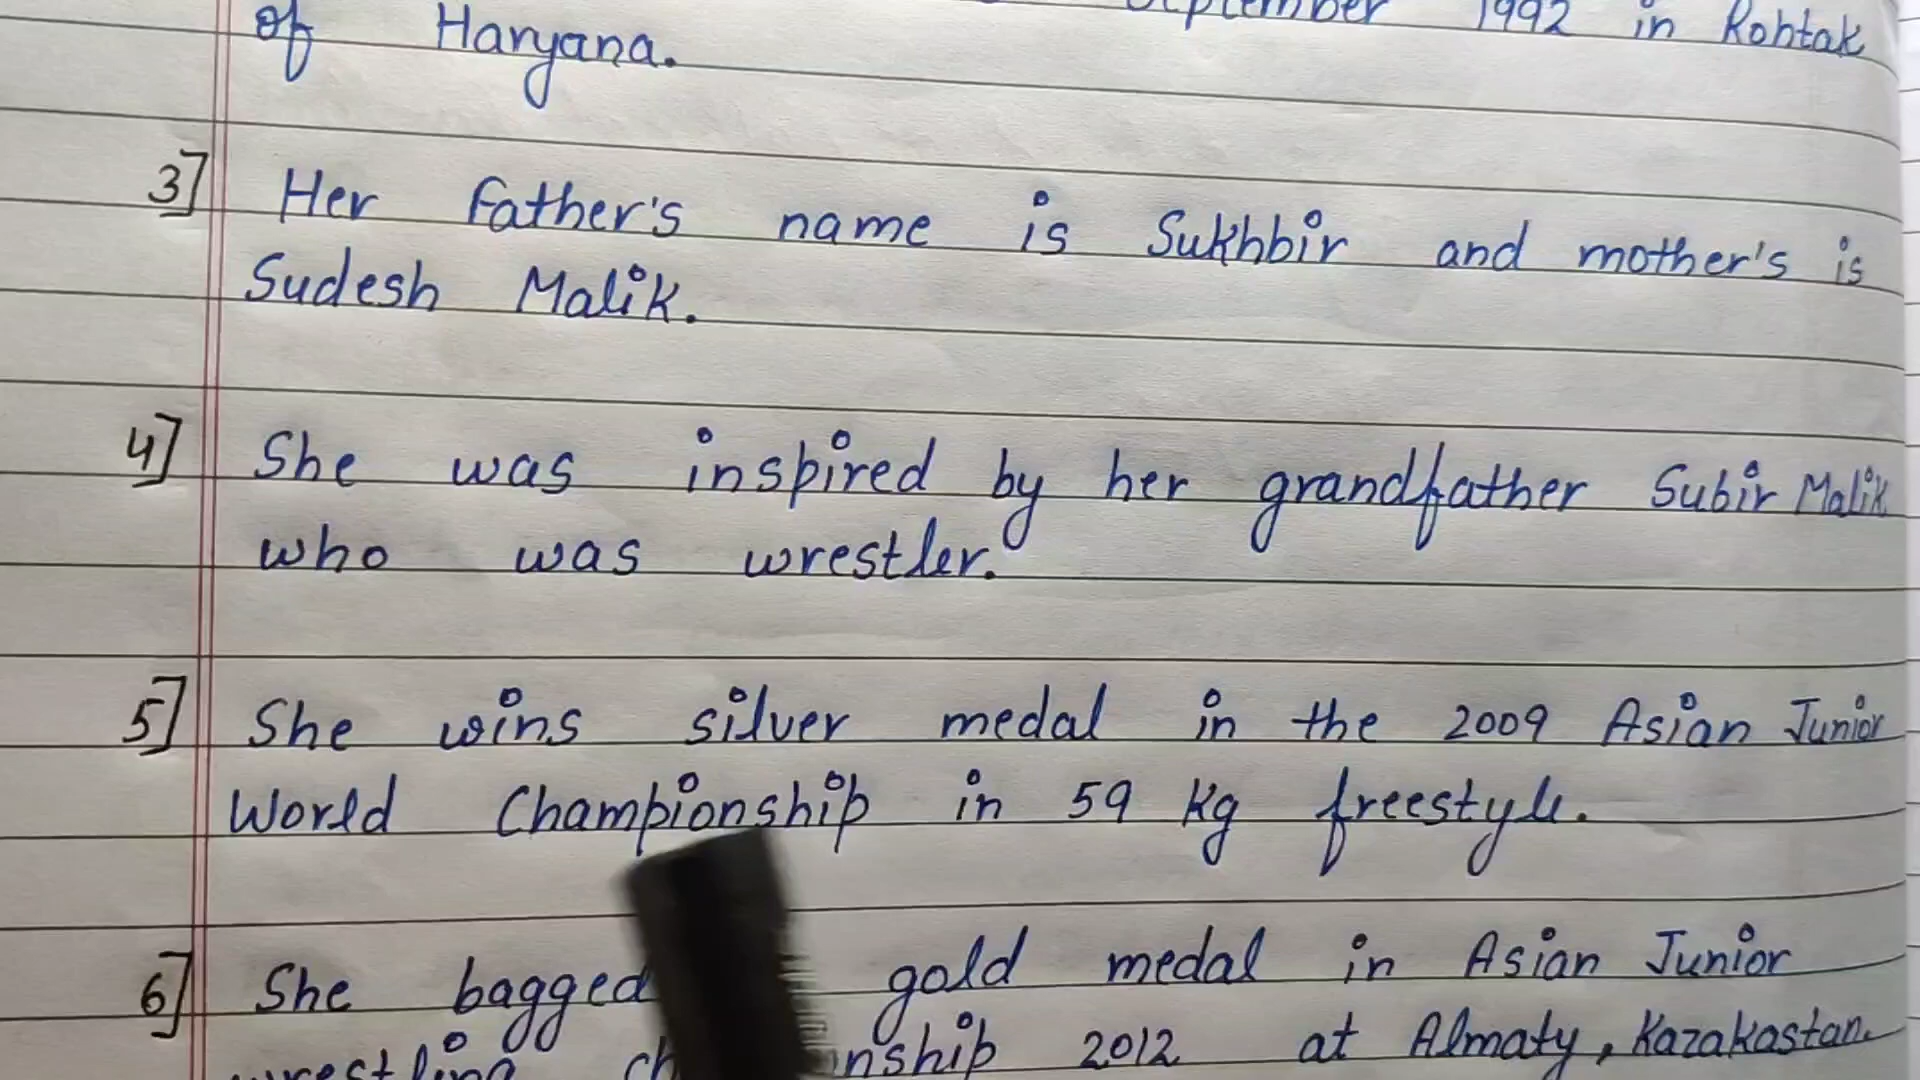 September 1992 in Rohtak
of Haryana.
3] Her father's name is Sukhbir and mother's is
Sudesh Malik.
4] She was inspired by her grandfather Subir Malik
who was wrestler.
5] She wins silver medal in the 2009 Asian Junior
World Championship in 59 kg freestyle.
6] She bagged gold medal in Asian Junior
wrestling 2012 at Almaty, Kazakastan.